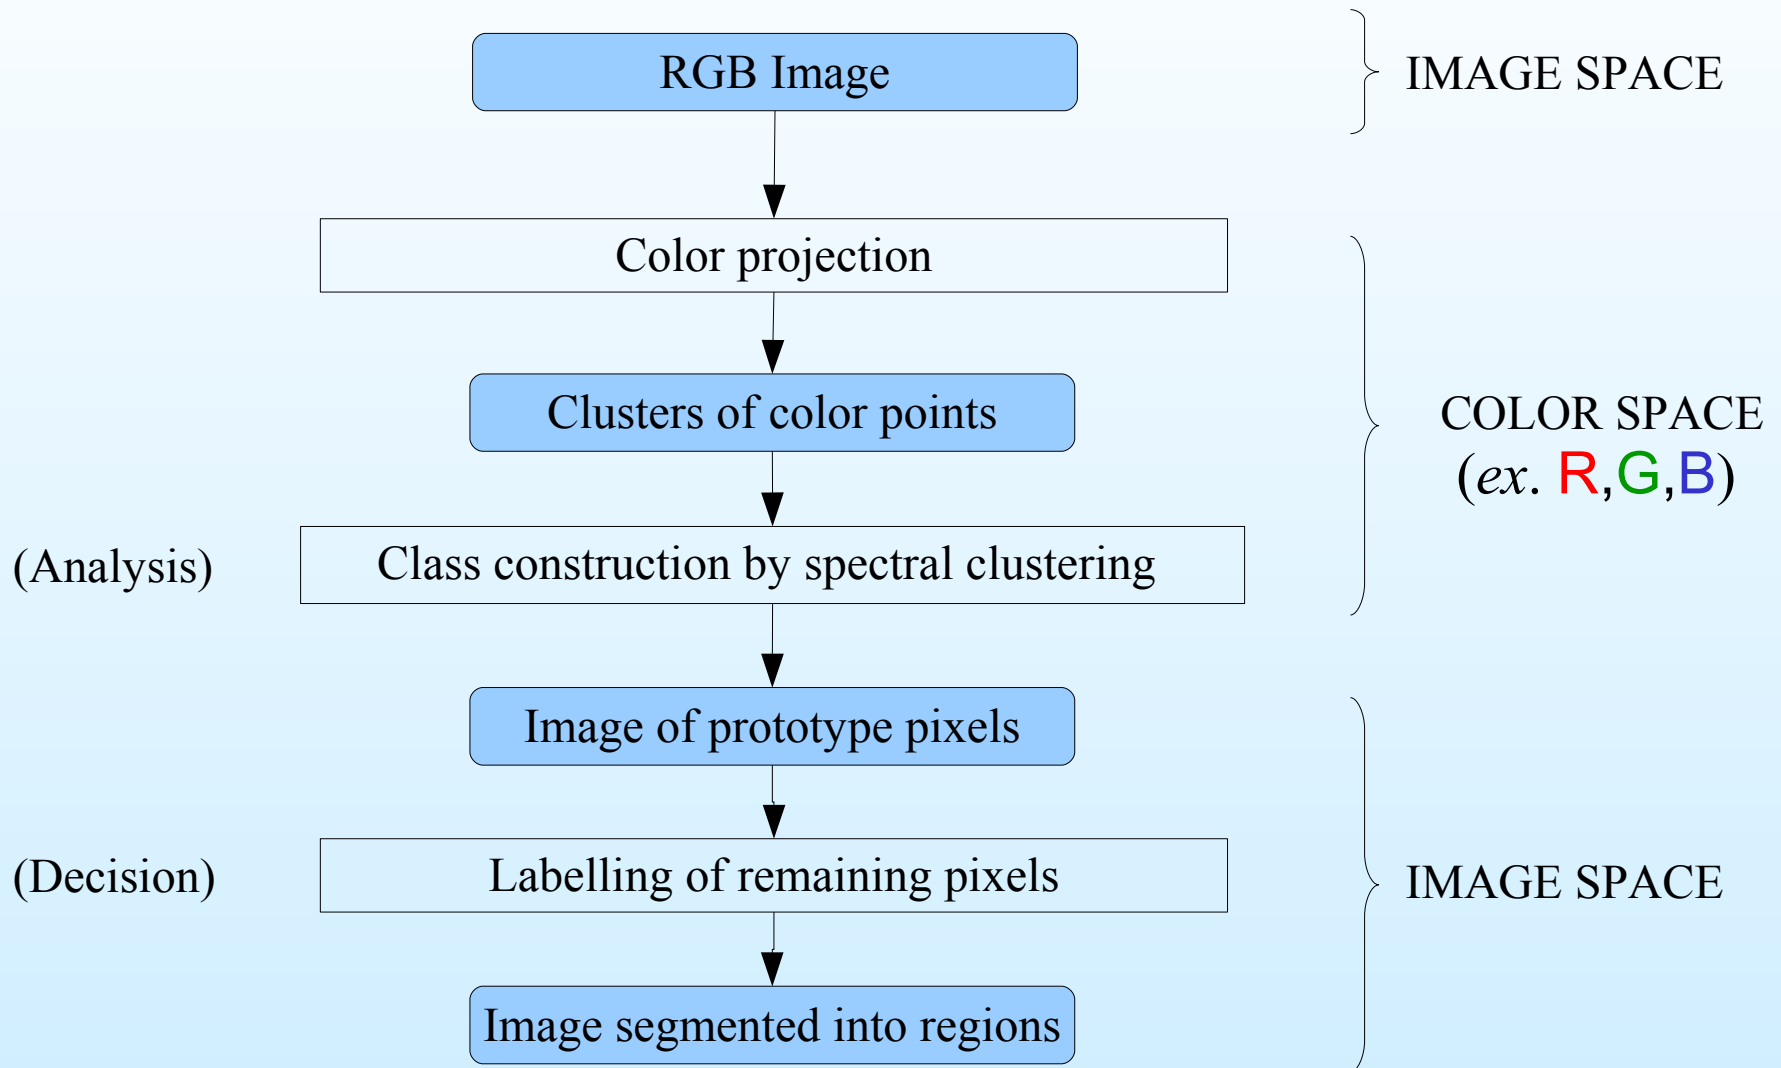 RGB Image
IMAGE SPACE
Color projection
Clusters of color points
COLOR SPACE
(ex. R,G,B)
(Analysis)
Class construction by spectral clustering
Image of prototype pixels
(Decision)
Labelling of remaining pixels
IMAGE SPACE
Image segmented into regions